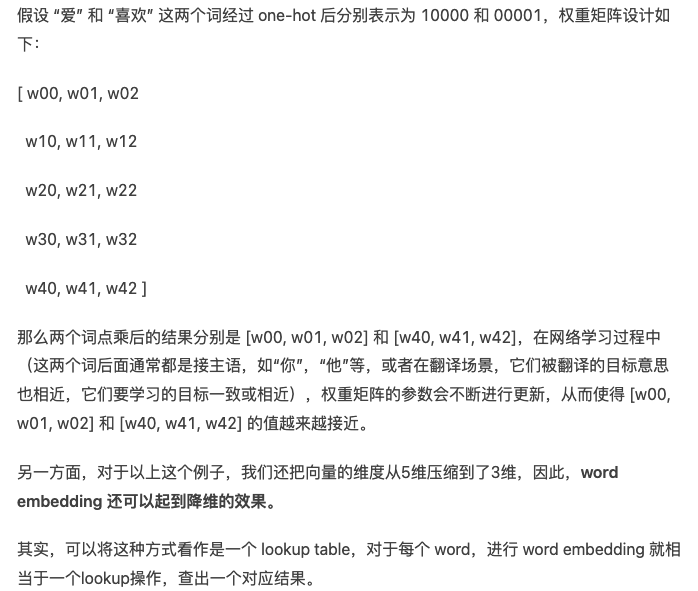 假设 “爱” 和 “喜欢” 这两个词经过 one-hot 后分别表示为 10000 和 00001，权重矩阵设计如
下：
[ w00, w01, w02
w10, w11, w12
w20, w21, w22
w30, w31, w32
w40, w41, w42 ]
那么两个词点乘后的结果分别是 [w00, w01, w02] 和 [w40, w41, w42]，在网络学习过程中
（这两个词后面通常都是接主语，如“你”，“他”等，或者在翻译场景，它们被翻译的目标意思
也相近，它们要学习的目标一致或相近），权重矩阵的参数会不断进行更新，从而使得 [w00,
w01, w02] 和 [w40, w41, w42] 的值越来越接近。
另一方面，对于以上这个例子，我们还把向量的维度从5维压缩到了3维，因此，word
embedding 还可以起到降维的效果。
其实，可以将这种方式看作是一个 lookup table，对于每个 word，进行 word embedding 就相
当于一个lookup操作，查出一个对应结果。